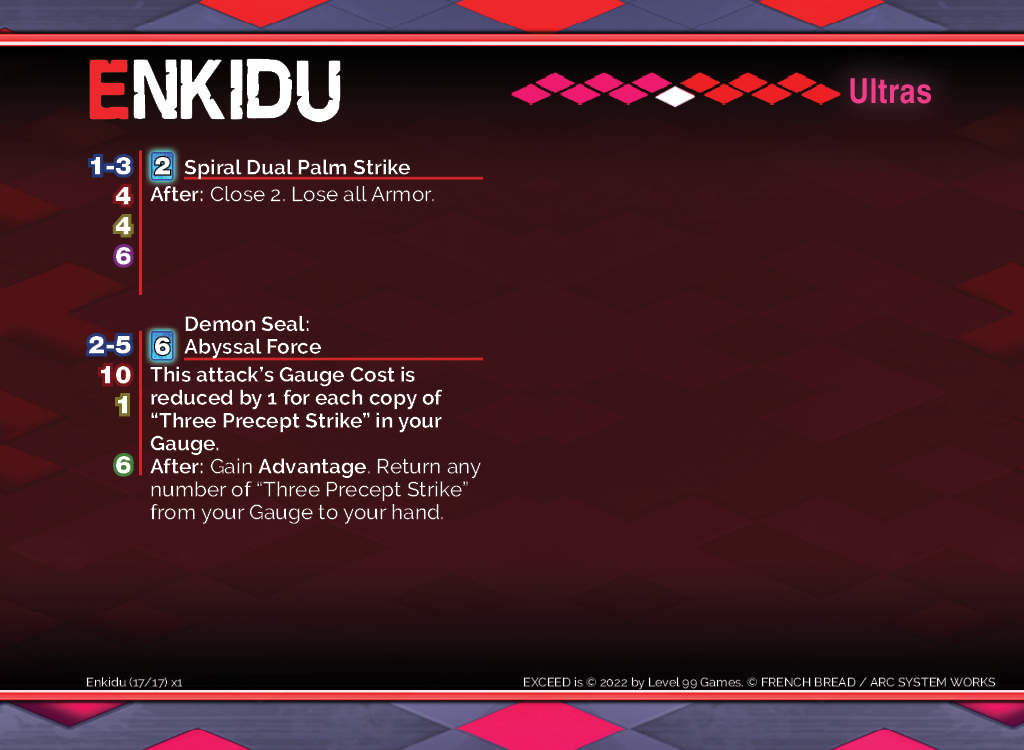 ENKIDU
Ultras
1-3 2 Spiral Dual Palm Strike
4 After: Close 2. Lose all Armor.
4
6
Demon Seal:
2-5 6 Abyssal Force
10 This attack's Gauge Cost is
1 reduced by 1 for each copy of
“Three Precept Strike” in your
Gauge.
6 After: Gain Advantage. Return any
number of “Three Precept Strike”
from your Gauge to your hand.
Enkidu (17/17) x1
EXCEED is © 2022 by Level 99 Games. © FRENCH BREAD / ARC SYSTEM WORKS